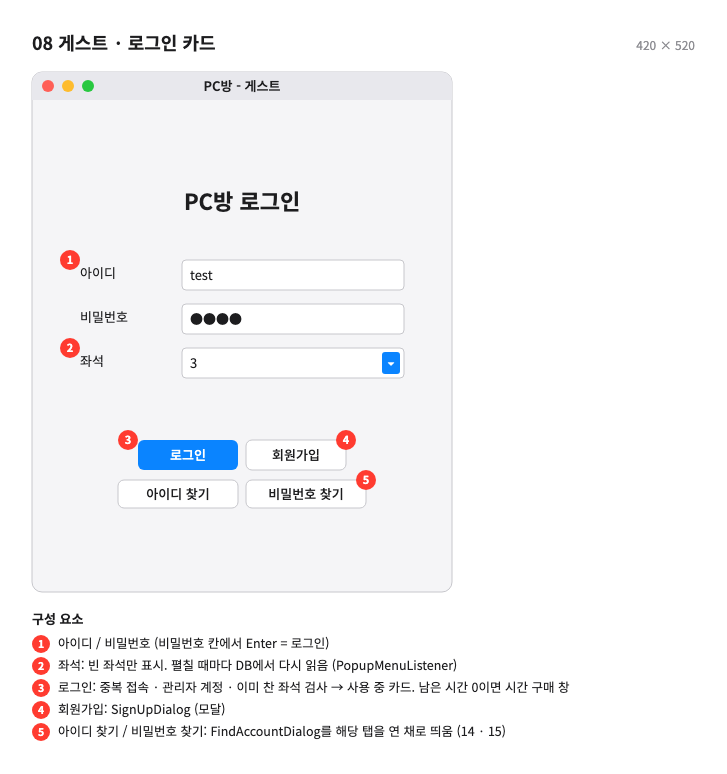 08 게스트 · 로그인 카드
420 × 520
PC방 - 게스트
PC방 로그인
1
아이디
test
비밀번호
●●●●
2
좌석
3
3
로그인
회원가입
4
아이디 찾기
비밀번호 찾기
5
구성 요소
1 아이디 / 비밀번호 (비밀번호 칸에서 Enter = 로그인)
2 좌석: 빈 좌석만 표시. 펼칠 때마다 DB에서 다시 읽음 (PopupMenuListener)
3 로그인: 중복 접속 · 관리자 계정 · 이미 찬 좌석 검사 → 사용 중 카드. 남은 시간 0이면 시간 구매 창
4 회원가입: SignUpDialog (모달)
5 아이디 찾기 / 비밀번호 찾기: FindAccountDialog를 해당 탭을 연 채로 띄움 (14 · 15)